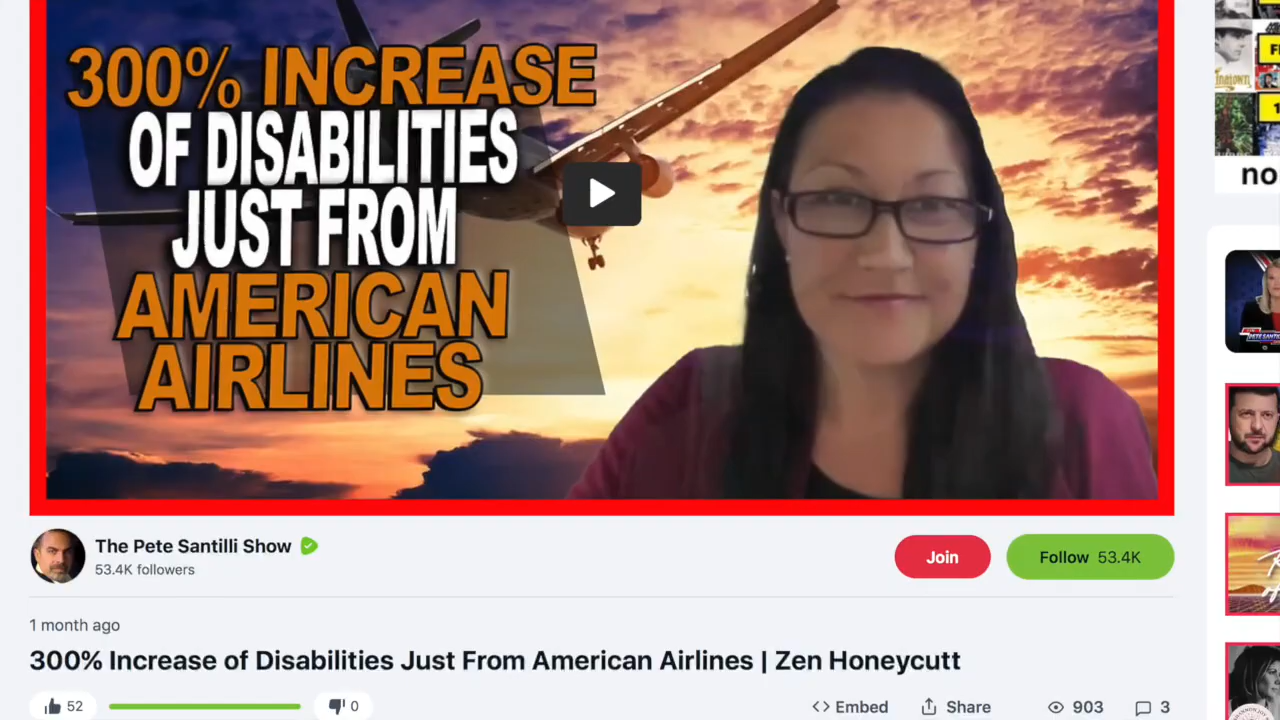 300% INCREASE
OF DISABILITIES
JUST FROM
AMERICAN
AIRLINES
no
The Pete Santilli Show
53.4K followers
Join
Follow 53.4K
1 month ago
300% Increase of Disabilities Just From American Airlines | Zen Honeycutt
52
0
<> Embed
Share
903
3